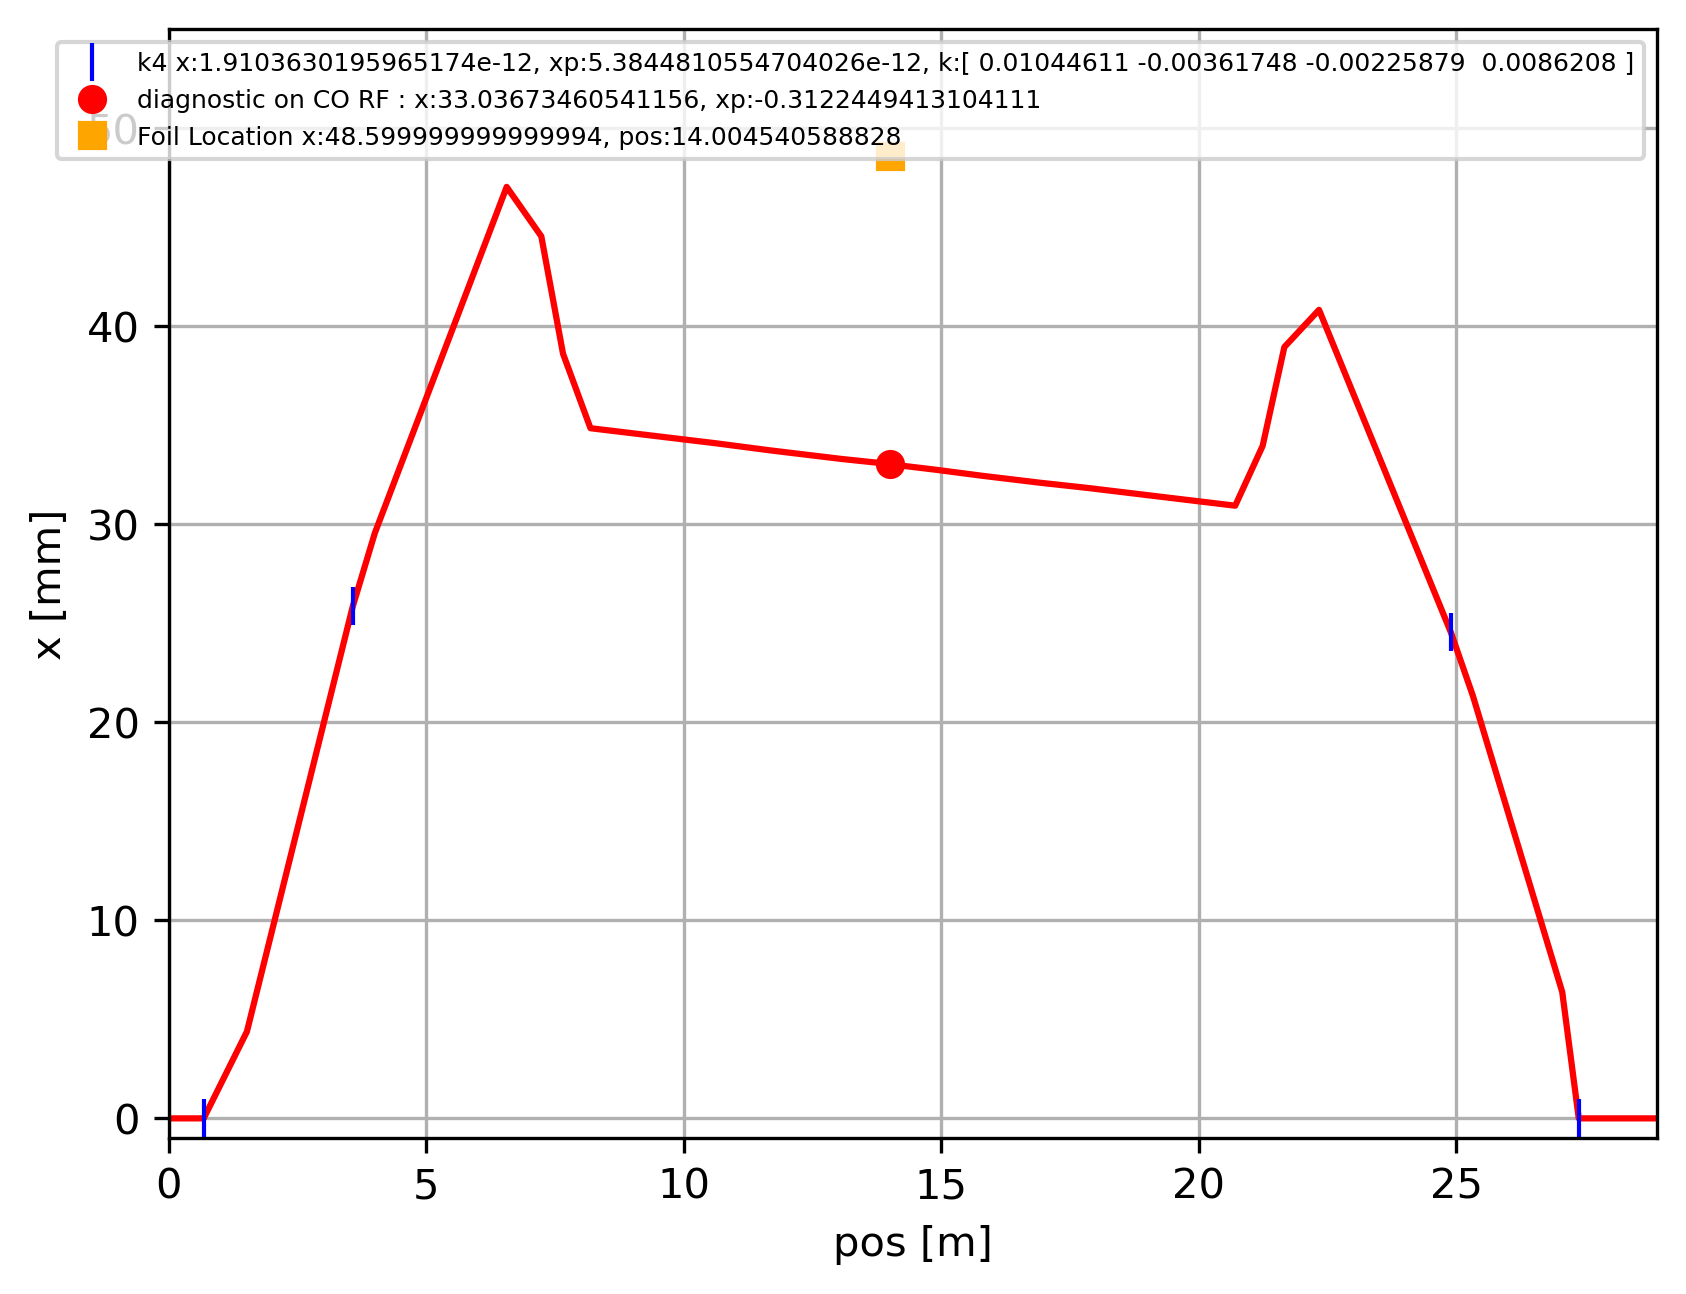 k4 x:1.9103630195965174e-12, xp:5.3844810554704026e-12, k:[ 0.01044611 -0.00361748 -0.00225879  0.0086208 ]
diagnostic on CO RF : x:33.03673460541156, xp:-0.3122449413104111
Foil Location x:48.599999999999994, pos:14.004540588828
50
40
30
20
10
0
x [mm]
0 5 10 15 20 25
pos [m]